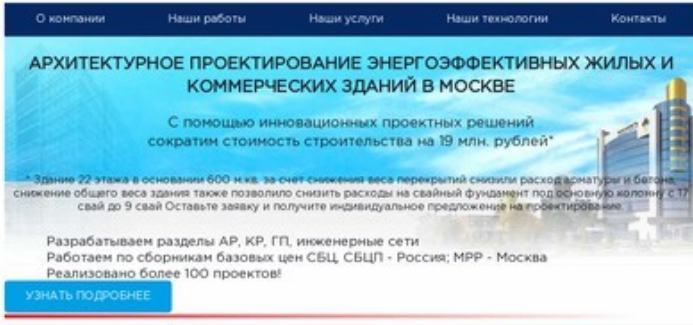 О компании Наши работы Наши услуги Наши технологии Контакты
АРХИТЕКТУРНОЕ ПРОЕКТИРОВАНИЕ ЭНЕРГОЭФФЕКТИВНЫХ ЖИЛЫХ И
КОММЕРЧЕСКИХ ЗДАНИЙ В МОСКВЕ
С помощью инновационных проектных решений
сократим стоимость строительства на 19 млн. рублей*
* Здание 22 этажа в основании 600 м.кв. за счет снижения веса перекрытий снизили расход арматуры и бетона,
снижение общего веса здания также позволило снизить расходы на свайный фундамент под основную колонну с 17
свай до 9 свай Оставьте заявку и получите индивидуальное предложение на проектирование.
Разрабатываем разделы АР, КР, ГП, инженерные сети
Работаем по сборникам базовых цен СБЦ, СБЦП - Россия; МРР - Москва
Реализовано более 100 проектов!
УЗНАТЬ ПОДРОБНЕЕ